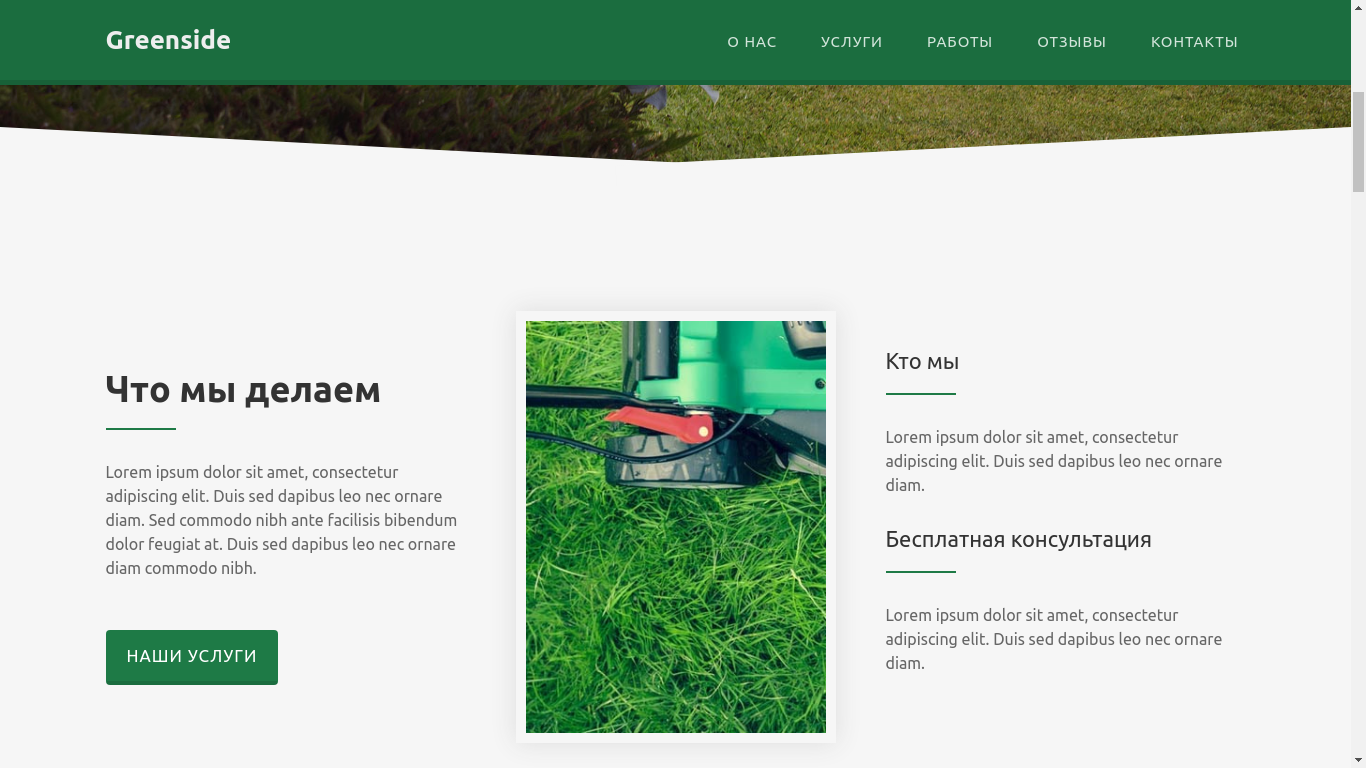 Greenside
О НАС
УСЛУГИ
РАБОТЫ
ОТЗЫВЫ
КОНТАКТЫ
Что мы делаем
Lorem ipsum dolor sit amet, consectetur
adipiscing elit. Duis sed dapibus leo nec ornare
diam. Sed commodo nibh ante facilisis bibendum
dolor feugiat at. Duis sed dapibus leo nec ornare
diam commodo nibh.
НАШИ УСЛУГИ
Кто мы
Lorem ipsum dolor sit amet, consectetur
adipiscing elit. Duis sed dapibus leo nec ornare
diam.
Бесплатная консультация
Lorem ipsum dolor sit amet, consectetur
adipiscing elit. Duis sed dapibus leo nec ornare
diam.